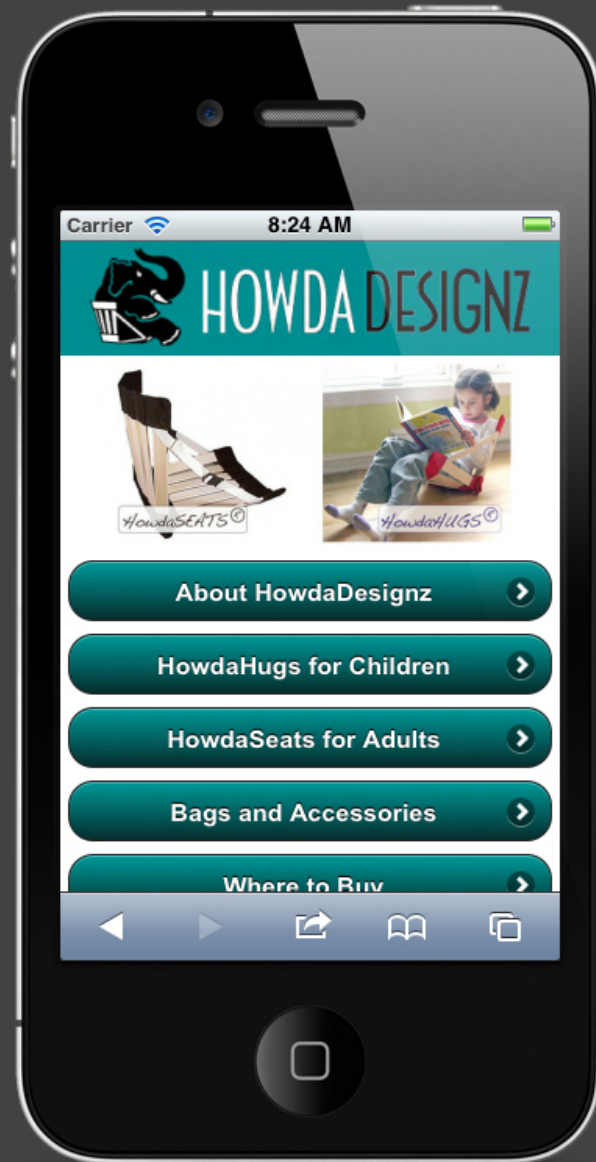 Carrier 8:24 AM
HOWDA DESIGNZ
HowdaSEATS® HowdaHUGS®
About HowdaDesignz
HowdaHugs for Children
HowdaSeats for Adults
Bags and Accessories
Where to Buy